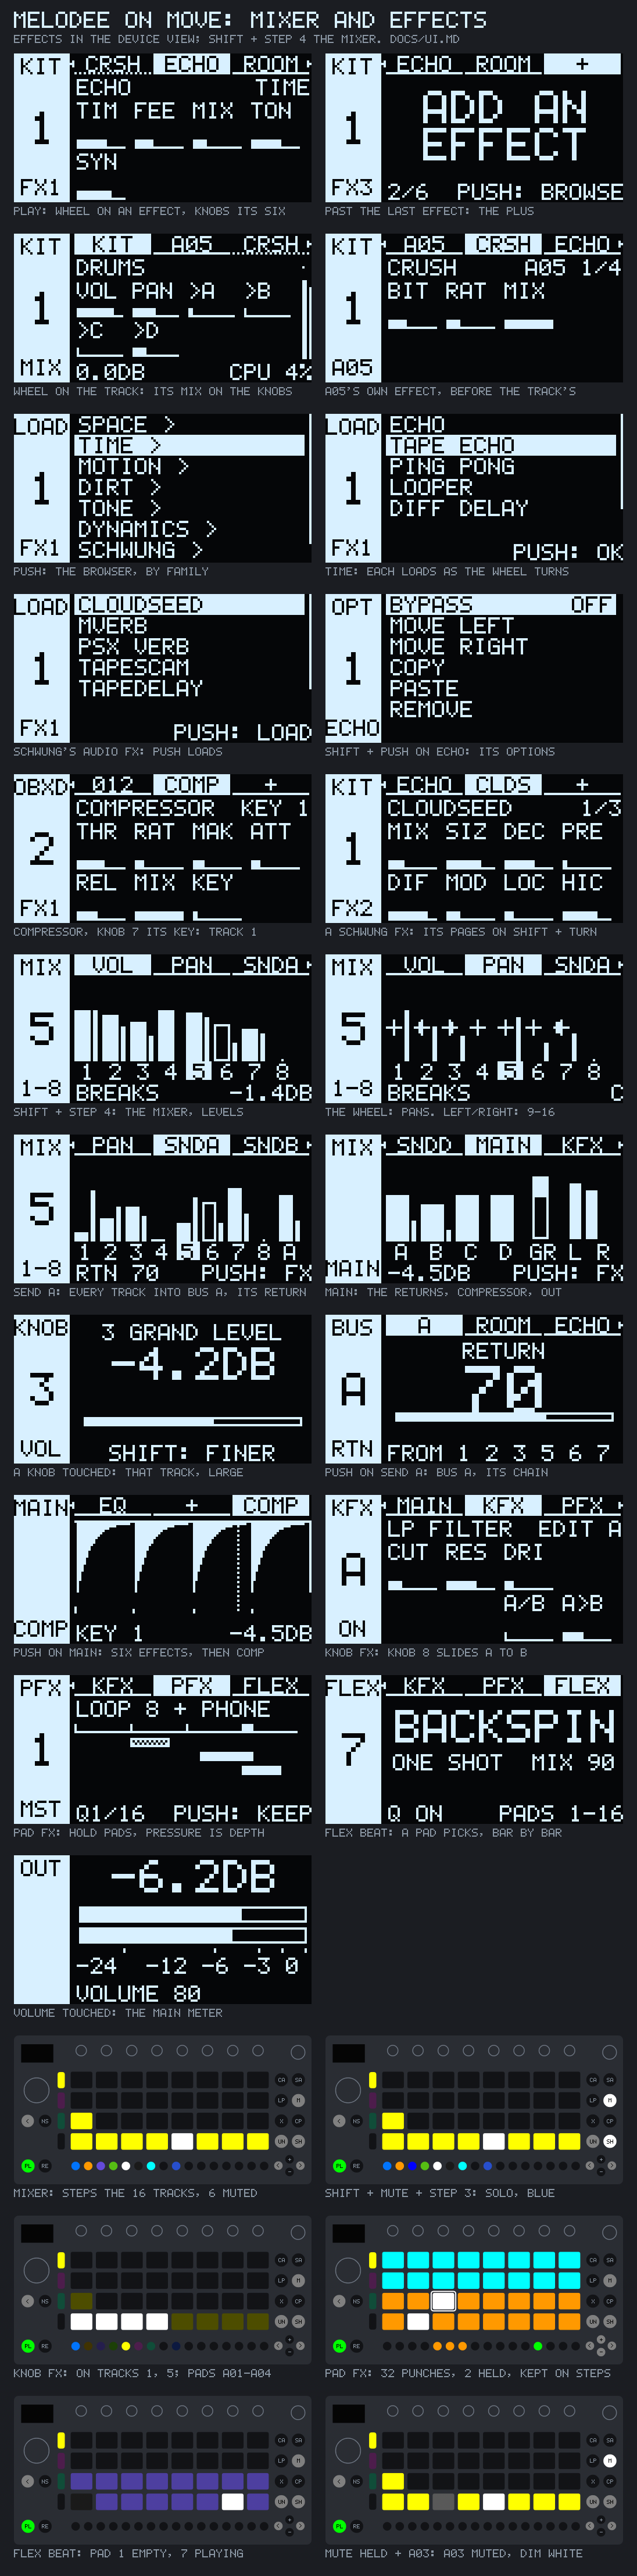 MELODEE ON MOVE: MIXER AND EFFECTS
EFFECTS IN THE DEVICE VIEW; SHIFT + STEP 4 THE MIXER. DOCS/UI.MD
KIT CRSH ECHO ROOM
ECHO TIME
TIM FEE MIX TON
1
SYN
FX1
PLAY: WHEEL ON AN EFFECT, KNOBS ITS SIX
KIT ECHO ROOM +
ADD AN
1
EFFECT
FX3 2/6 PUSH: BROWSE
PAST THE LAST EFFECT: THE PLUS
KIT KIT A05 CRSH
DRUMS
VOL PAN >A >B
1
>C >D
MIX 0.0DB CPU 4%
WHEEL ON THE TRACK: ITS MIX ON THE KNOBS
KIT A05 CRSH ECHO
CRUSH A05 1/4
BIT RAT MIX
1
A05
A05'S OWN EFFECT, BEFORE THE TRACK'S
LOAD SPACE >
TIME >
MOTION >
1 DIRT >
TONE >
DYNAMICS >
FX1 SCHWUNG >
PUSH: THE BROWSER, BY FAMILY
LOAD ECHO
TAPE ECHO
PING PONG
1 LOOPER
DIFF DELAY
FX1 PUSH: OK
TIME: EACH LOADS AS THE WHEEL TURNS
LOAD CLOUDSEED
MVERB
PSX VERB
1 TAPESCAM
TAPEDELAY
FX1 PUSH: LOAD
SCHWUNG'S AUDIO FX: PUSH LOADS
OPT BYPASS OFF
MOVE LEFT
MOVE RIGHT
1 COPY
PASTE
ECHO REMOVE
SHIFT + PUSH ON ECHO: ITS OPTIONS
OBXD 012 COMP +
COMPRESSOR KEY 1
THR RAT MAK ATT
2
REL MIX KEY
FX1
COMPRESSOR, KNOB 7 ITS KEY: TRACK 1
KIT ECHO CLDS +
CLOUDSEED 1/3
MIX SIZ DEC PRE
1
DIF MOD LOC HIC
FX2
A SCHWUNG FX: ITS PAGES ON SHIFT + TURN
MIX VOL PAN SNDA
5
1 2 3 4 5 6 7 8
1-8 BREAKS -1.4DB
SHIFT + STEP 4: THE MIXER, LEVELS
MIX VOL PAN SNDA
5
1 2 3 4 5 6 7 8
1-8 BREAKS C
THE WHEEL: PANS. LEFT/RIGHT: 9-16
MIX PAN SNDA SNDB
5
1 2 3 4 5 6 7 8 A
1-8 RTN 70 PUSH: FX
SEND A: EVERY TRACK INTO BUS A, ITS RETURN
MIX SNDD MAIN KFX
A B C D GR L R
MAIN -4.5DB PUSH: FX
MAIN: THE RETURNS, COMPRESSOR, OUT
KNOB 3 GRAND LEVEL
-4.2DB
3
VOL SHIFT: FINER
A KNOB TOUCHED: THAT TRACK, LARGE
BUS A ROOM ECHO
RETURN
A 70
RTN FROM 1 2 3 5 6 7
PUSH ON SEND A: BUS A, ITS CHAIN
MAIN EQ + COMP
COMP KEY 1 -4.5DB
PUSH ON MAIN: SIX EFFECTS, THEN COMP
KFX MAIN KFX PFX
LP FILTER EDIT A
CUT RES DRI
A
A/B A>B
ON
KNOB FX: KNOB 8 SLIDES A TO B
PFX KFX PFX FLEX
LOOP 8 + PHONE
1
MST Q1/16 PUSH: KEEP
PAD FX: HOLD PADS, PRESSURE IS DEPTH
FLEX KFX PFX FLEX
BACKSPIN
7 ONE SHOT MIX 90
Q ON PADS 1-16
FLEX BEAT: A PAD PICKS, BAR BY BAR
OUT -6.2DB
-24 -12 -6 -3 0
VOLUME 80
VOLUME TOUCHED: THE MAIN METER
MIXER: STEPS THE 16 TRACKS, 6 MUTED
SHIFT + MUTE + STEP 3: SOLO, BLUE
KNOB FX: ON TRACKS 1, 5; PADS A01-A04
PAD FX: 32 PUNCHES, 2 HELD, KEPT ON STEPS
FLEX BEAT: PAD 1 EMPTY, 7 PLAYING
MUTE HELD + A03: A03 MUTED, DIM WHITE